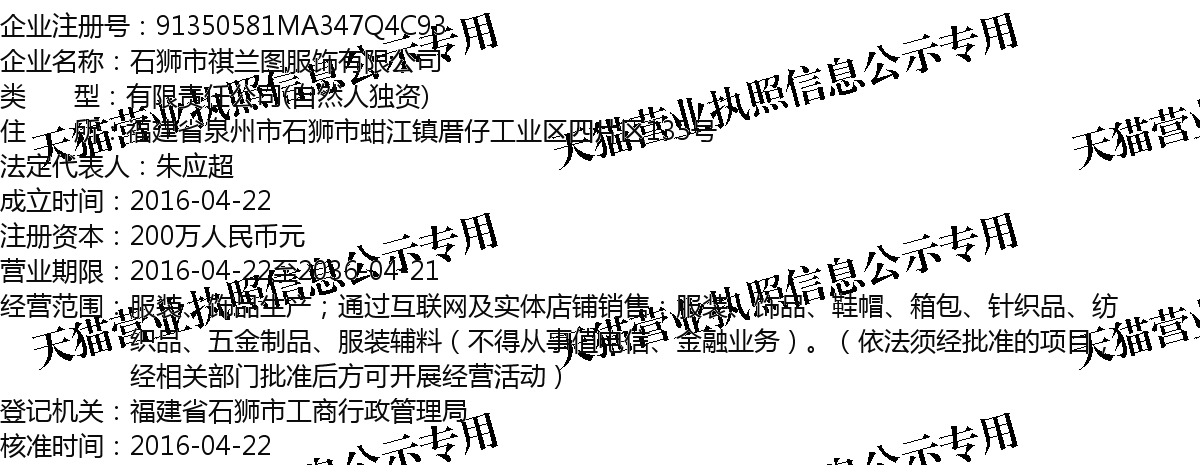 企业注册号：91350581MA347Q4C93
企业名称：石狮市祺兰图服饰有限公司
类 型：有限责任公司(自然人独资)
住 所：福建省泉州市石狮市蚶江镇厝仔工业区四片区135号
法定代表人：朱应超
成立时间：2016-04-22
注册资本：200万人民币元
营业期限：2016-04-22至2036-04-21
经营范围：服装、饰品生产；通过互联网及实体店铺销售：服装、饰品、鞋帽、箱包、针织品、纺
织品、五金制品、服装辅料（不得从事信电信、金融业务）。（依法须经批准的项目，
经相关部门批准后方可开展经营活动）
登记机关：福建省石狮市工商行政管理局
核准时间：2016-04-22
天猫营业执照信息公示专用
天猫营业执照信息公示专用
天猫营业
天猫营业执照信息公示专用
天猫营业执照信息公示专用
天猫营业
信息公示专用
信息公示专用